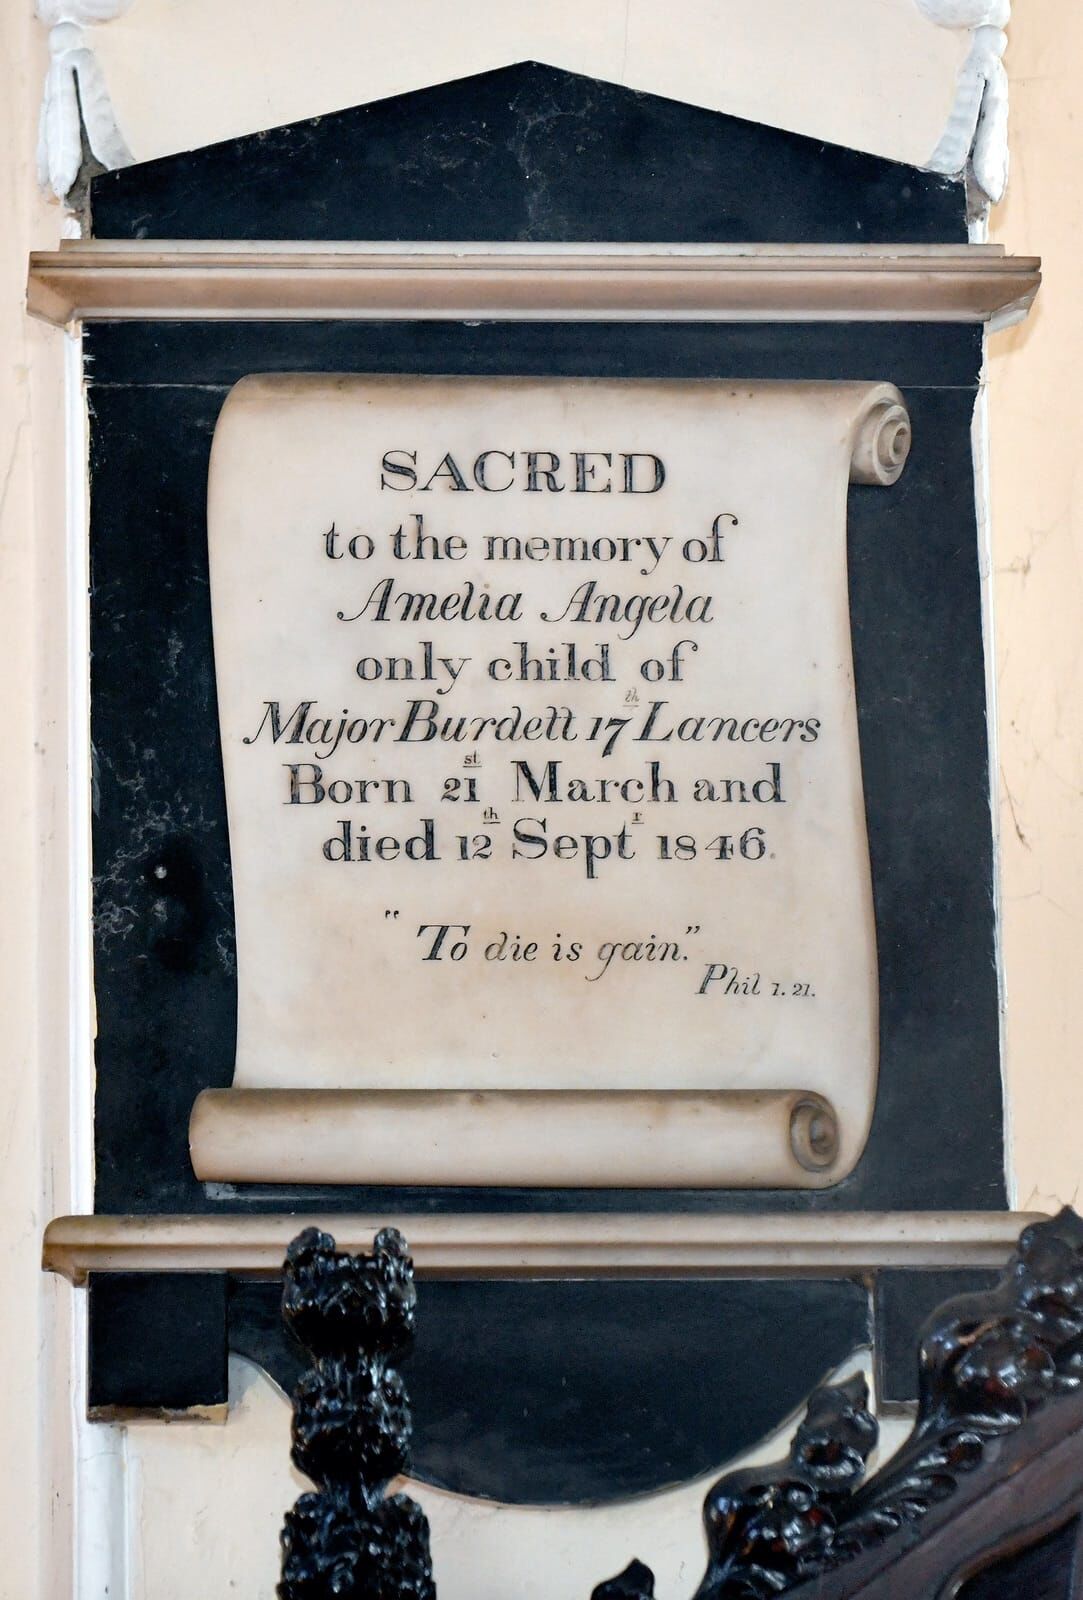 SACRED
to the memory of
Amelia Angela
only child of
Major Burdett 17th Lancers
Born 21st March and
died 12th Septr 1846.
"To die is gain."
Phil 1. 21.